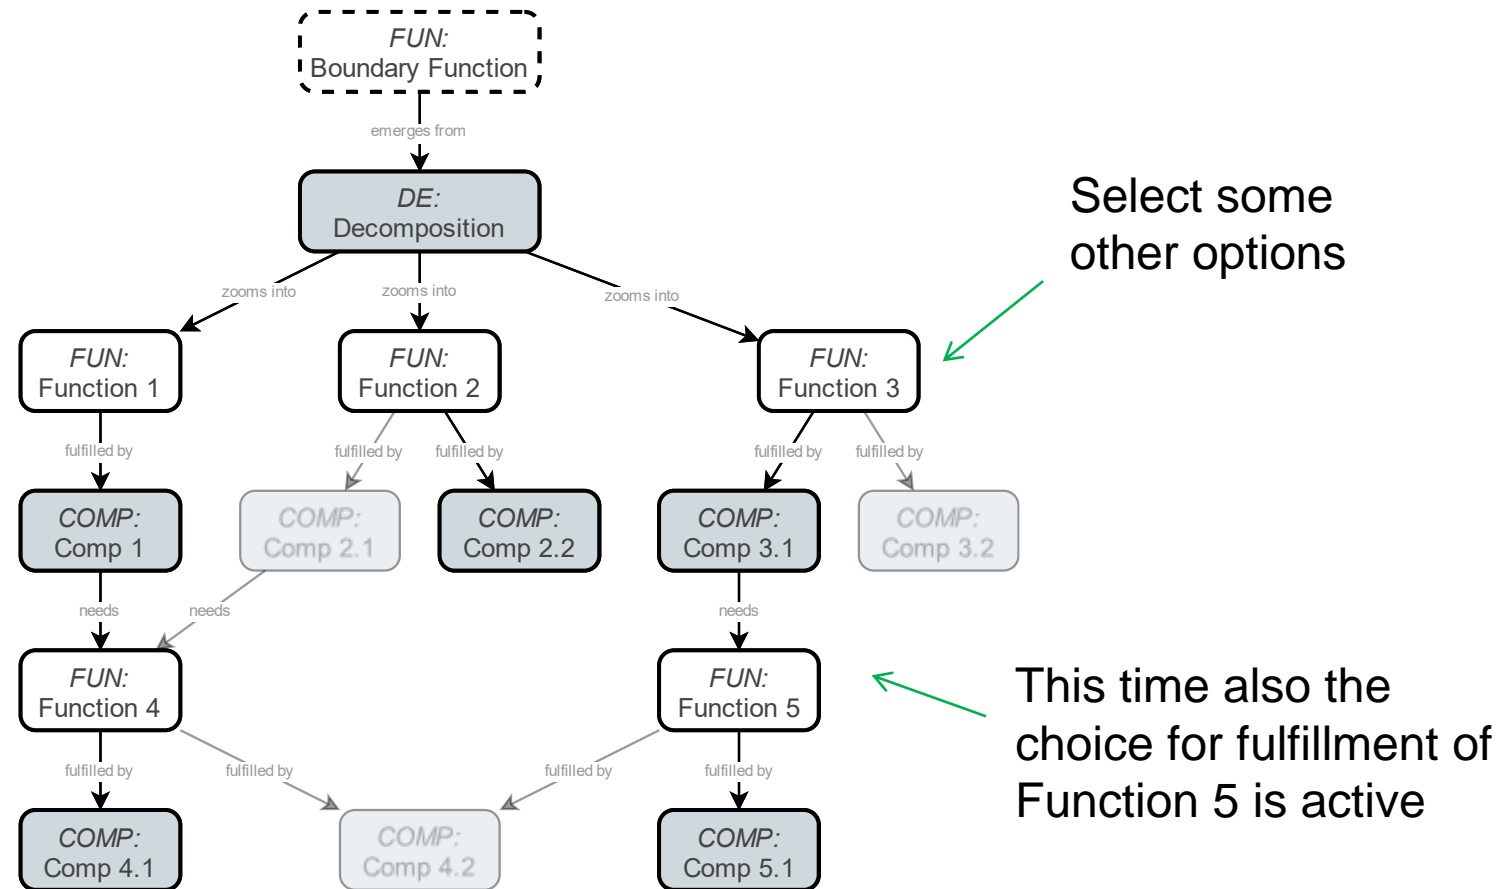 FUN:
Boundary Function
emerges from
DE:
Decomposition
Select some
other options
zooms into
zooms into
zooms into
FUN:
Function 1
FUN:
Function 2
FUN:
Function 3
fulfilled by
fulfilled by
fulfilled by
fulfilled by
fulfilled by
COMP:
Comp 1
COMP:
Comp 2.1
COMP:
Comp 2.2
COMP:
Comp 3.1
COMP:
Comp 3.2
needs
needs
needs
FUN:
Function 4
FUN:
Function 5
This time also the
choice for fulfillment of
Function 5 is active
fulfilled by
fulfilled by
fulfilled by
fulfilled by
COMP:
Comp 4.1
COMP:
Comp 4.2
COMP:
Comp 5.1